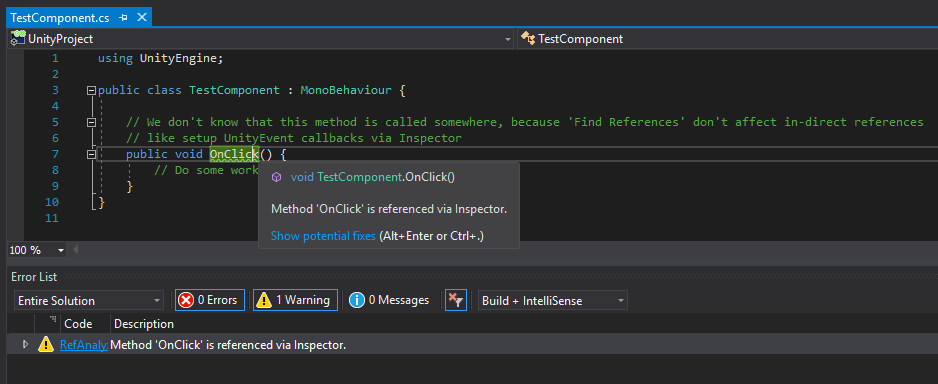 TestComponent.cs
UnityProject
TestComponent
1 using UnityEngine;
2
3 public class TestComponent : MonoBehaviour {
4
5 // We don't know that this method is called somewhere, because 'Find References' don't affect in-direct references
6 // like setup UnityEvent callbacks via Inspector
7 public void OnClick() {
8 // Do some work
9 }
10 }
11
void TestComponent.OnClick()
Method 'OnClick' is referenced via Inspector.
Show potential fixes (Alt+Enter or Ctrl+.)
100 %
Error List
Entire Solution
0 Errors
1 Warning
0 Messages
Build + IntelliSense
Code Description
RefAnaly Method 'OnClick' is referenced via Inspector.